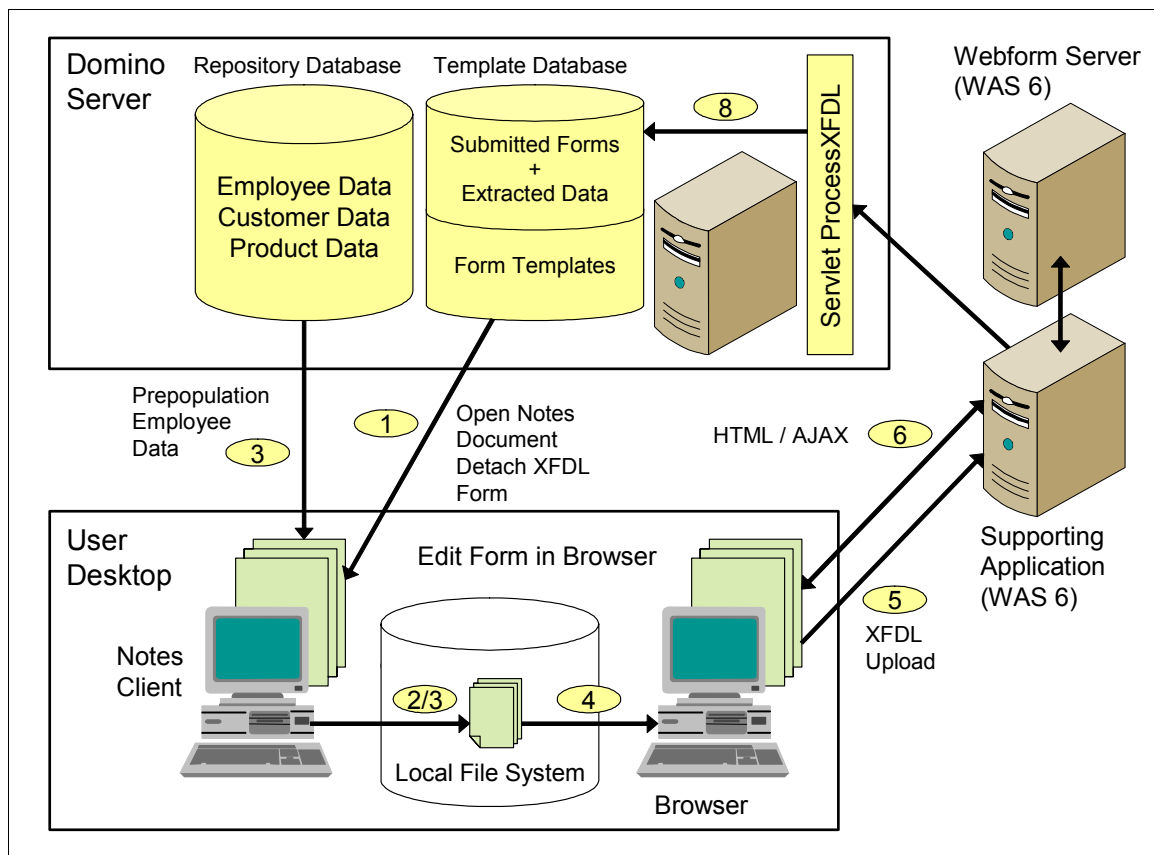 Domino
Server
Repository Database
Template Database
Employee Data
Customer Data
Product Data
Submitted Forms
+
Extracted Data
Form Templates
8
Servlet ProcessXFDL
Webform Server
(WAS 6)
Prepopulation
Employee
Data
3
1
Open Notes
Document
Detach XFDL
Form
HTML / AJAX
6
Supporting
Application
(WAS 6)
5
XFDL
Upload
User
Desktop
Edit Form in Browser
Notes
Client
2/3
4
Local File System
Browser